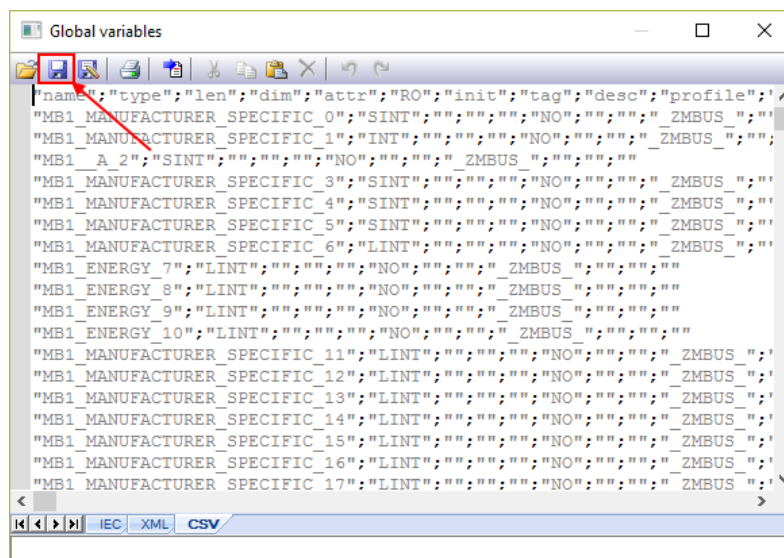 Global variables
"name";"type";"len";"dim";"attr";"RO";"init";"tag";"desc";"profile";"
"MB1_MANUFACTURER_SPECIFIC_0";"SINT";"";"";"";"NO";"";"";"_ZMBUS_";""
"MB1_MANUFACTURER_SPECIFIC_1";"INT";"";"";"";"NO";"";"";"_ZMBUS_";"";
"MB1__A_2";"SINT";"";"";"";"NO";"";"";"_ZMBUS_";"";"";""
"MB1_MANUFACTURER_SPECIFIC_3";"SINT";"";"";"";"NO";"";"";"_ZMBUS_";""
"MB1_MANUFACTURER_SPECIFIC_4";"SINT";"";"";"";"NO";"";"";"_ZMBUS_";""
"MB1_MANUFACTURER_SPECIFIC_5";"SINT";"";"";"";"NO";"";"";"_ZMBUS_";""
"MB1_MANUFACTURER_SPECIFIC_6";"LINT";"";"";"";"NO";"";"";"_ZMBUS_";""
"MB1_ENERGY_7";"LINT";"";"";"";"NO";"";"";"_ZMBUS_";"";"";""
"MB1_ENERGY_8";"LINT";"";"";"";"NO";"";"";"_ZMBUS_";"";"";""
"MB1_ENERGY_9";"LINT";"";"";"";"NO";"";"";"_ZMBUS_";"";"";""
"MB1_ENERGY_10";"LINT";"";"";"";"NO";"";"";"_ZMBUS_";"";"";""
"MB1_MANUFACTURER_SPECIFIC_11";"LINT";"";"";"";"NO";"";"";"_ZMBUS_";"
"MB1_MANUFACTURER_SPECIFIC_12";"LINT";"";"";"";"NO";"";"";"_ZMBUS_";"
"MB1_MANUFACTURER_SPECIFIC_13";"LINT";"";"";"";"NO";"";"";"_ZMBUS_";"
"MB1_MANUFACTURER_SPECIFIC_14";"LINT";"";"";"";"NO";"";"";"_ZMBUS_";"
"MB1_MANUFACTURER_SPECIFIC_15";"LINT";"";"";"";"NO";"";"";"_ZMBUS_";"
"MB1_MANUFACTURER_SPECIFIC_16";"LINT";"";"";"";"NO";"";"";"_ZMBUS_";"
"MB1_MANUFACTURER_SPECIFIC_17";"LINT";"";"";"";"NO";"";"";"_ZMBUS_";"
IEC XML CSV